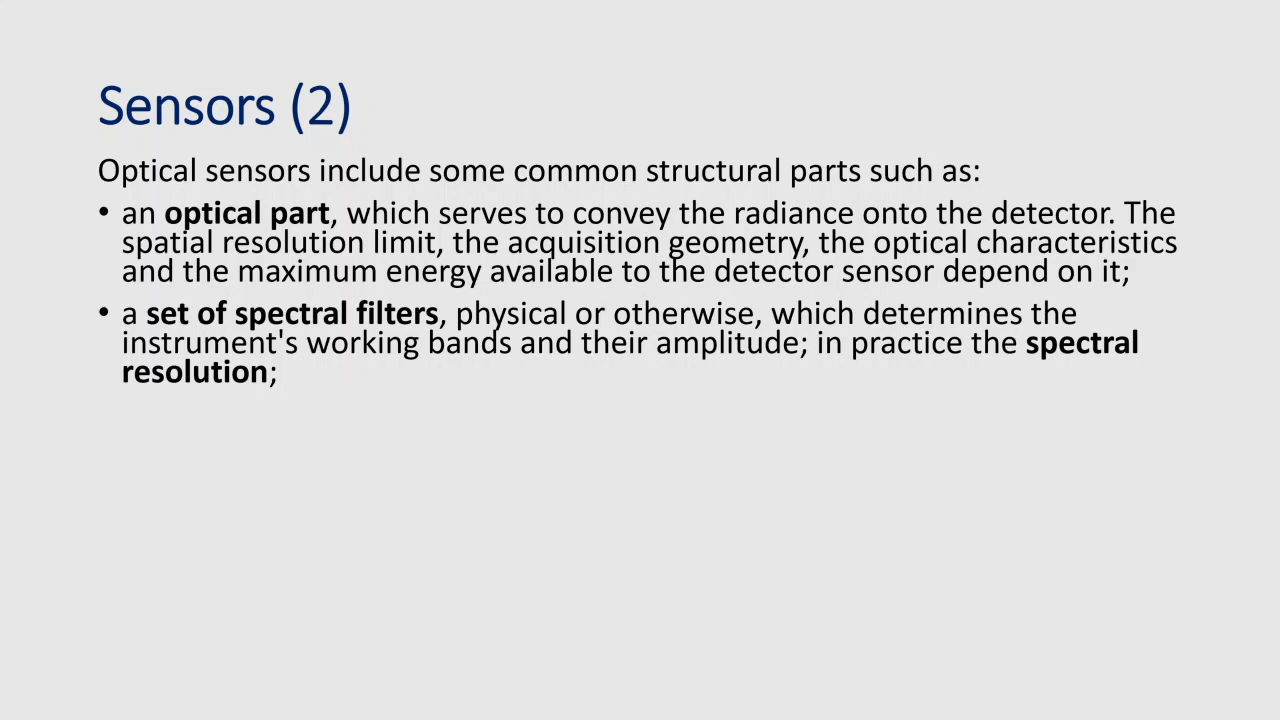 Sensors (2)
Optical sensors include some common structural parts such as:
• an optical part, which serves to convey the radiance onto the detector. The
spatial resolution limit, the acquisition geometry, the optical characteristics
and the maximum energy available to the detector sensor depend on it;
• a set of spectral filters, physical or otherwise, which determines the
instrument's working bands and their amplitude; in practice the spectral
resolution;